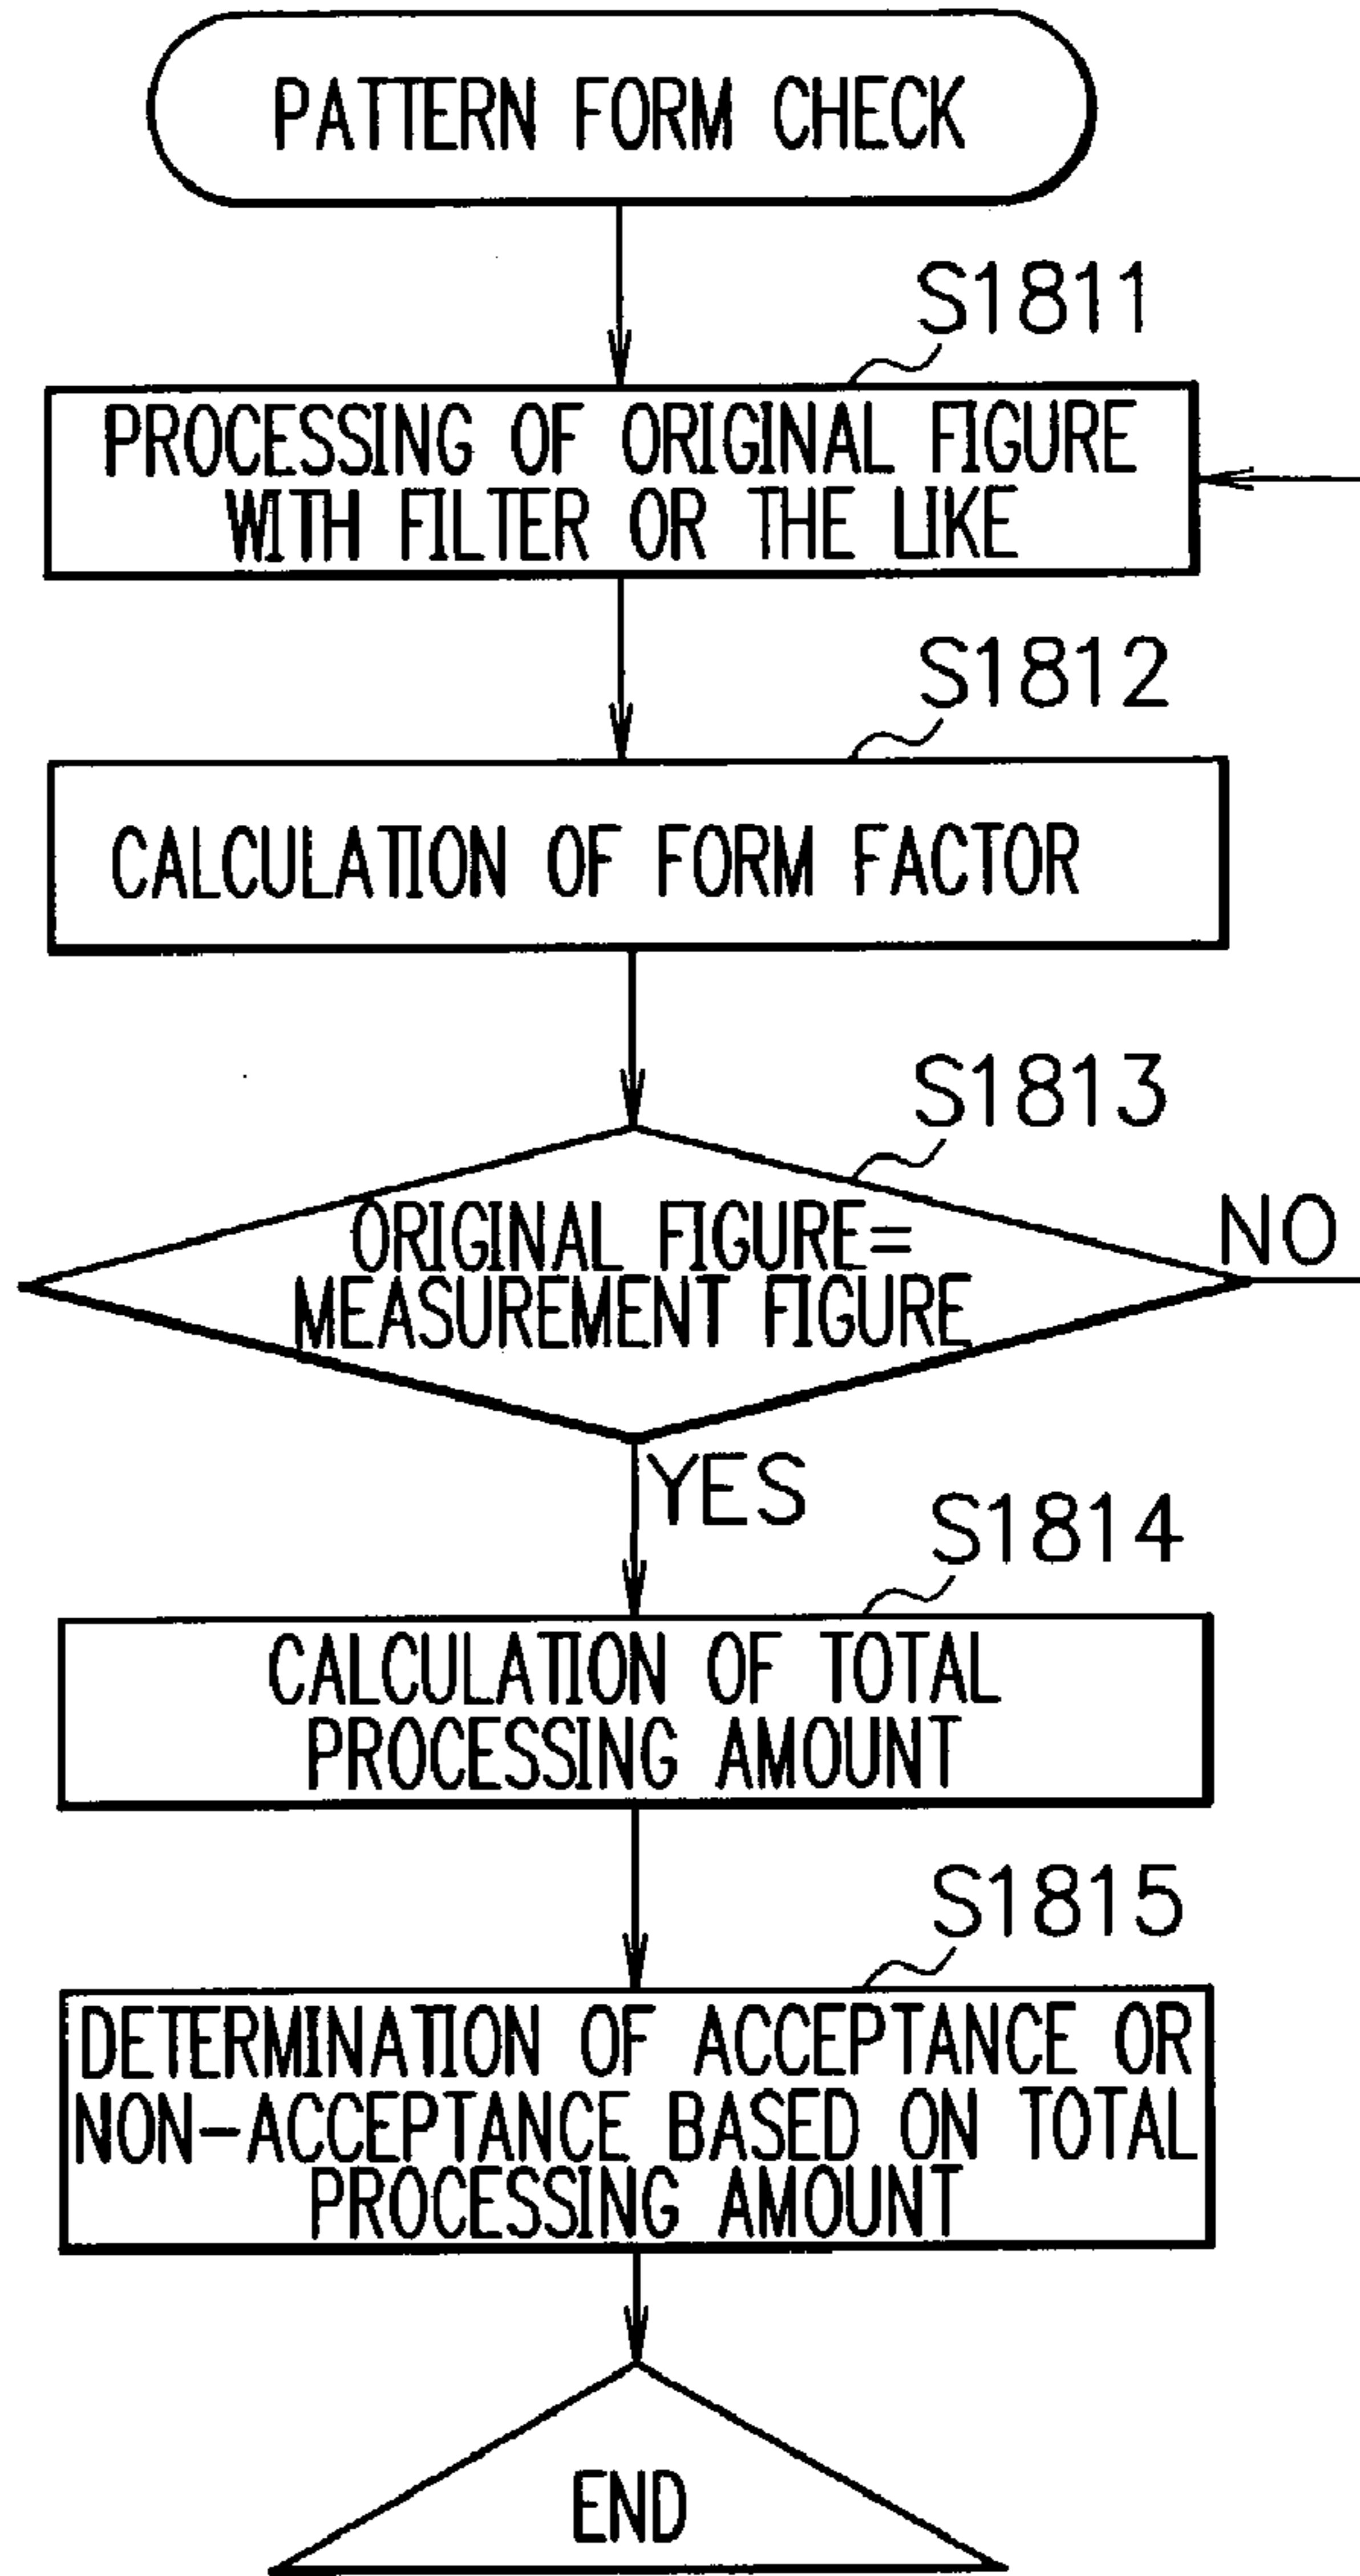 PATTERN FORM CHECK
S1811
PROCESSING OF ORIGINAL FIGURE
WITH FILTER OR THE LIKE
S1812
CALCULATION OF FORM FACTOR
S1813
ORIGINAL FIGURE=
MEASUREMENT FIGURE
NO
YES
S1814
CALCULATION OF TOTAL
PROCESSING AMOUNT
S1815
DETERMINATION OF ACCEPTANCE OR
NON-ACCEPTANCE BASED ON TOTAL
PROCESSING AMOUNT
END